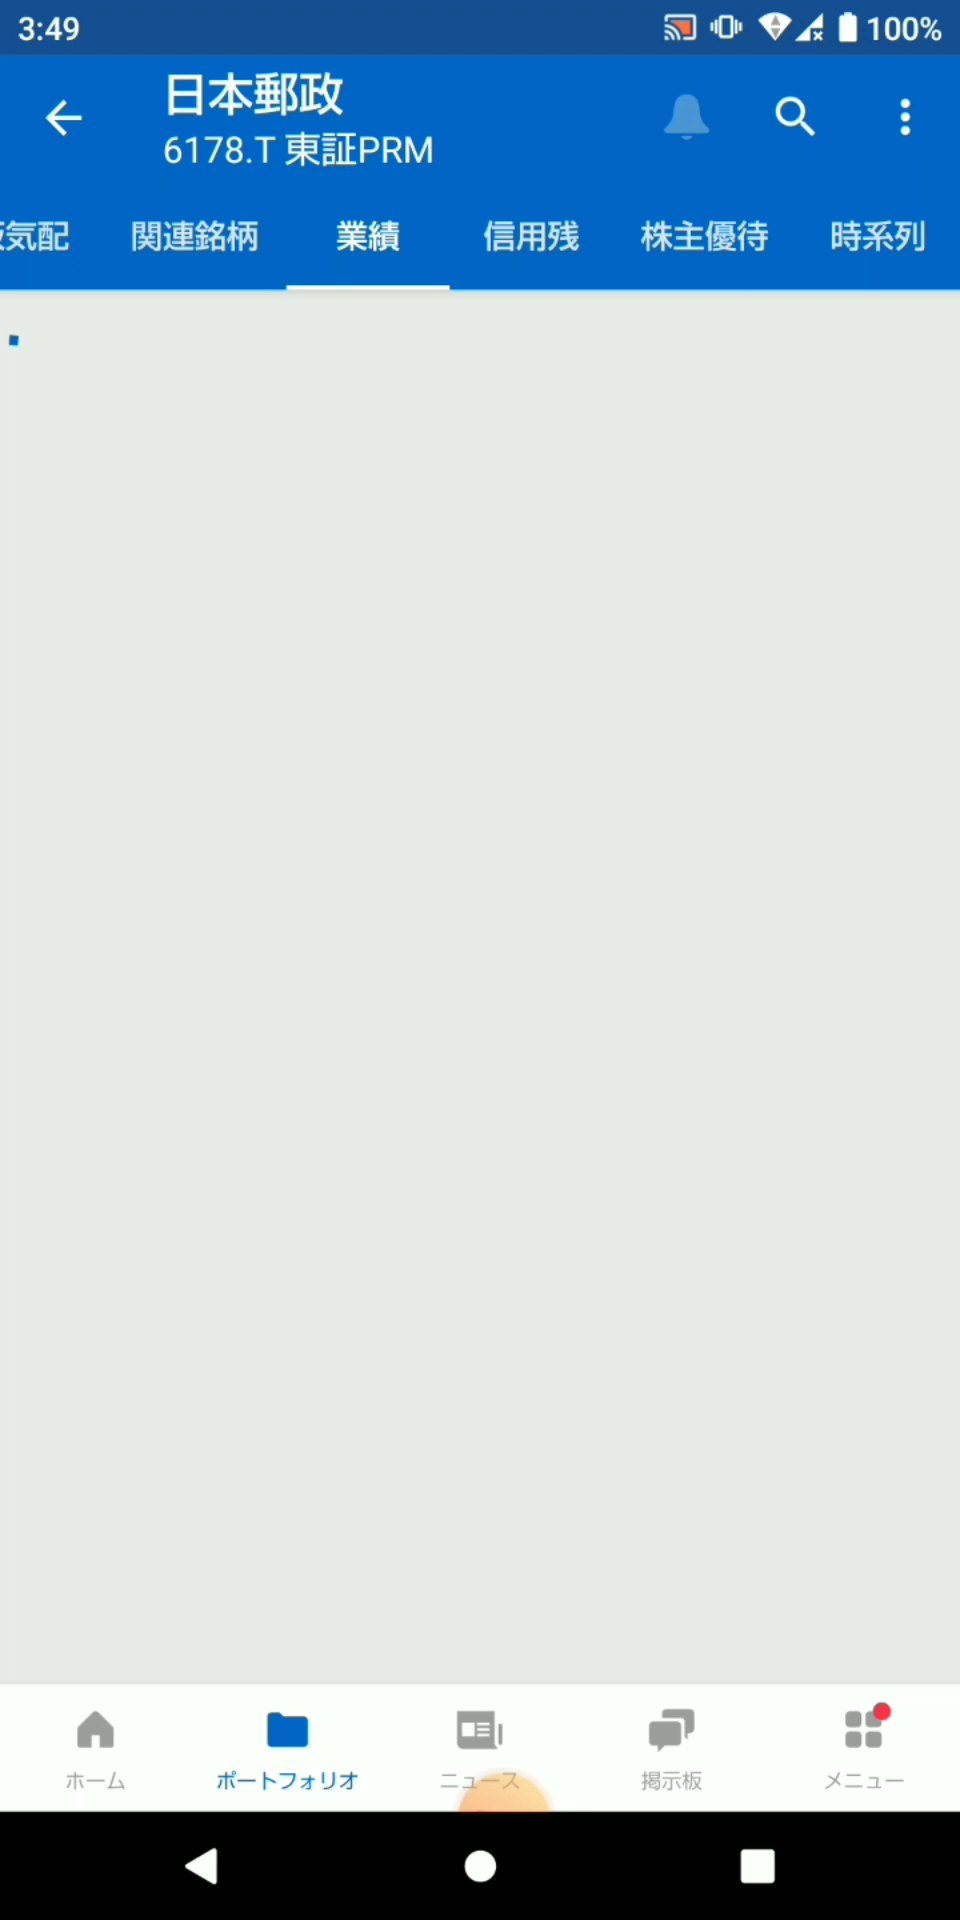 3:49
100%
日本郵政
6178.T 東証PRM
気配
関連銘柄
業績
信用残
株主優待
時系列
ホーム
ポートフォリオ
ニュース
掲示板
メニュー